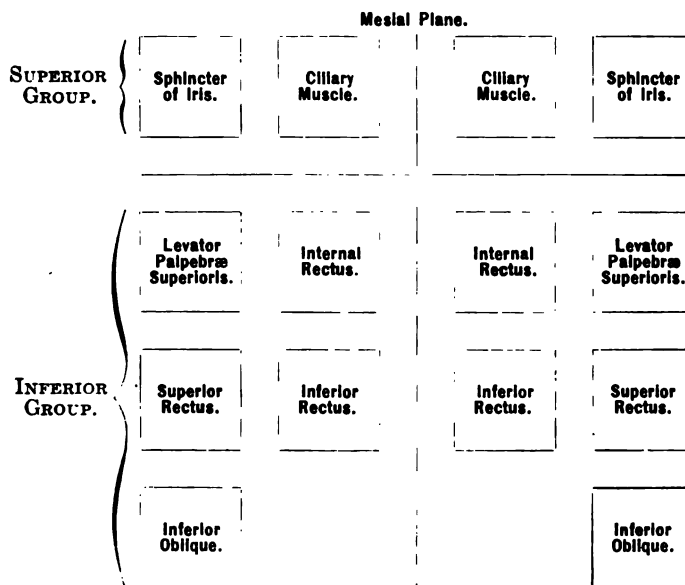 Mesial Plane.
SUPERIOR
GROUP.
Sphincter
of Iris.
Ciliary
Muscle.
Ciliary
Muscle.
Sphincter
of Iris.
INFERIOR
GROUP.
Levator
Palpebræ
Superioris.
Internal
Rectus.
Internal
Rectus.
Levator
Palpebræ
Superioris.
Superior
Rectus.
Inferior
Rectus.
Inferior
Rectus.
Superior
Rectus.
Inferior
Oblique.
Inferior
Oblique.